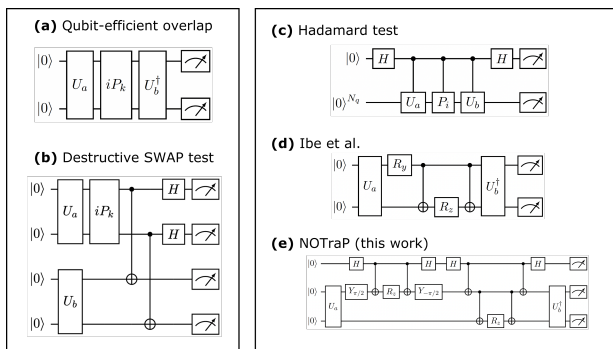 (a) Qubit-efficient overlap
|0⟩
U_a iP_k U_b^†
|0⟩
(b) Destructive SWAP test
|0⟩ H
U_a iP_k
|0⟩ H
|0⟩
U_b
|0⟩
(c) Hadamard test
|0⟩ H H
|0⟩^{N_q} U_a P_i U_b
(d) Ibe et al.
|0⟩ R_y
U_a U_b^†
|0⟩ R_z
(e) NOTraP (this work)
|0⟩ H H H H
|0⟩ Y_{π/2} R_z Y_{−π/2}
U_a U_b^†
|0⟩ R_z